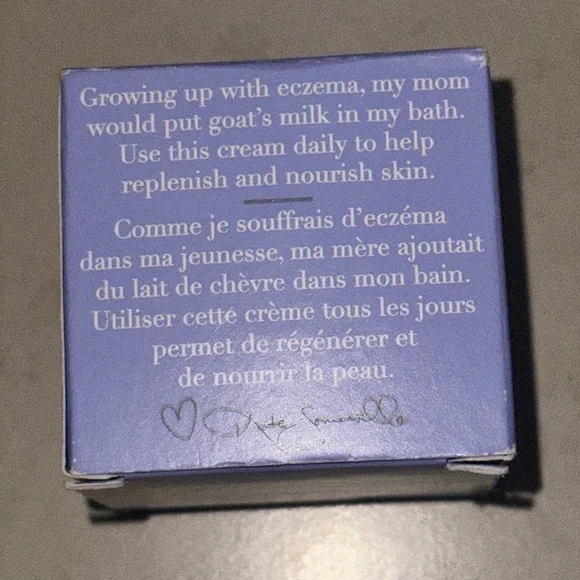 Growing up with eczema, my mom
would put goat's milk in my bath.
Use this cream daily to help
replenish and nourish skin.
Comme je souffrais d'eczéma
dans ma jeunesse, ma mère ajoutait
du lait de chèvre dans mon bain.
Utiliser cette crème tous les jours
permet de régénérer et
de nourrir la peau.
Kate Somerville